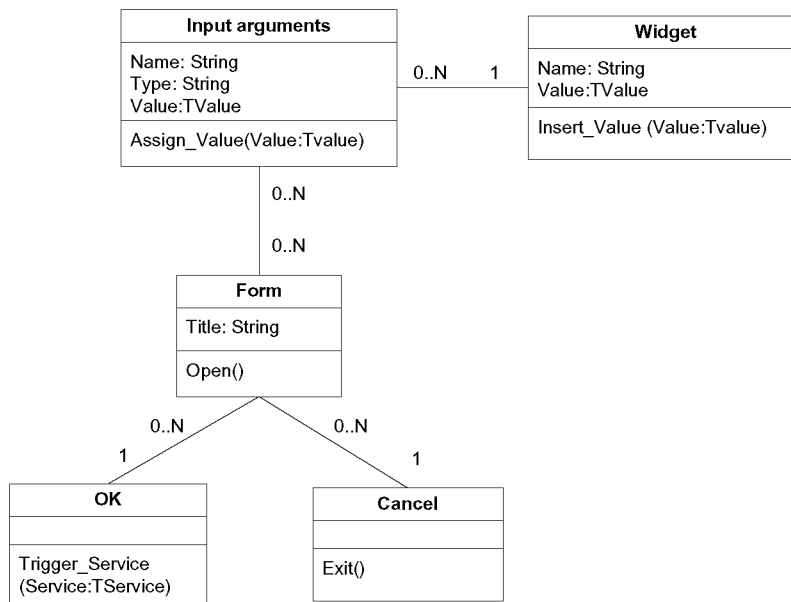 Input arguments
Name: String
Type: String
Value:TValue
Assign_Value(Value:Tvalue)
0..N
1
Widget
Name: String
Value:TValue
Insert_Value (Value:Tvalue)
0..N
0..N
Form
Title: String
Open()
0..N
1
0..N
1
OK
Trigger_Service
(Service:TService)
Cancel
Exit()